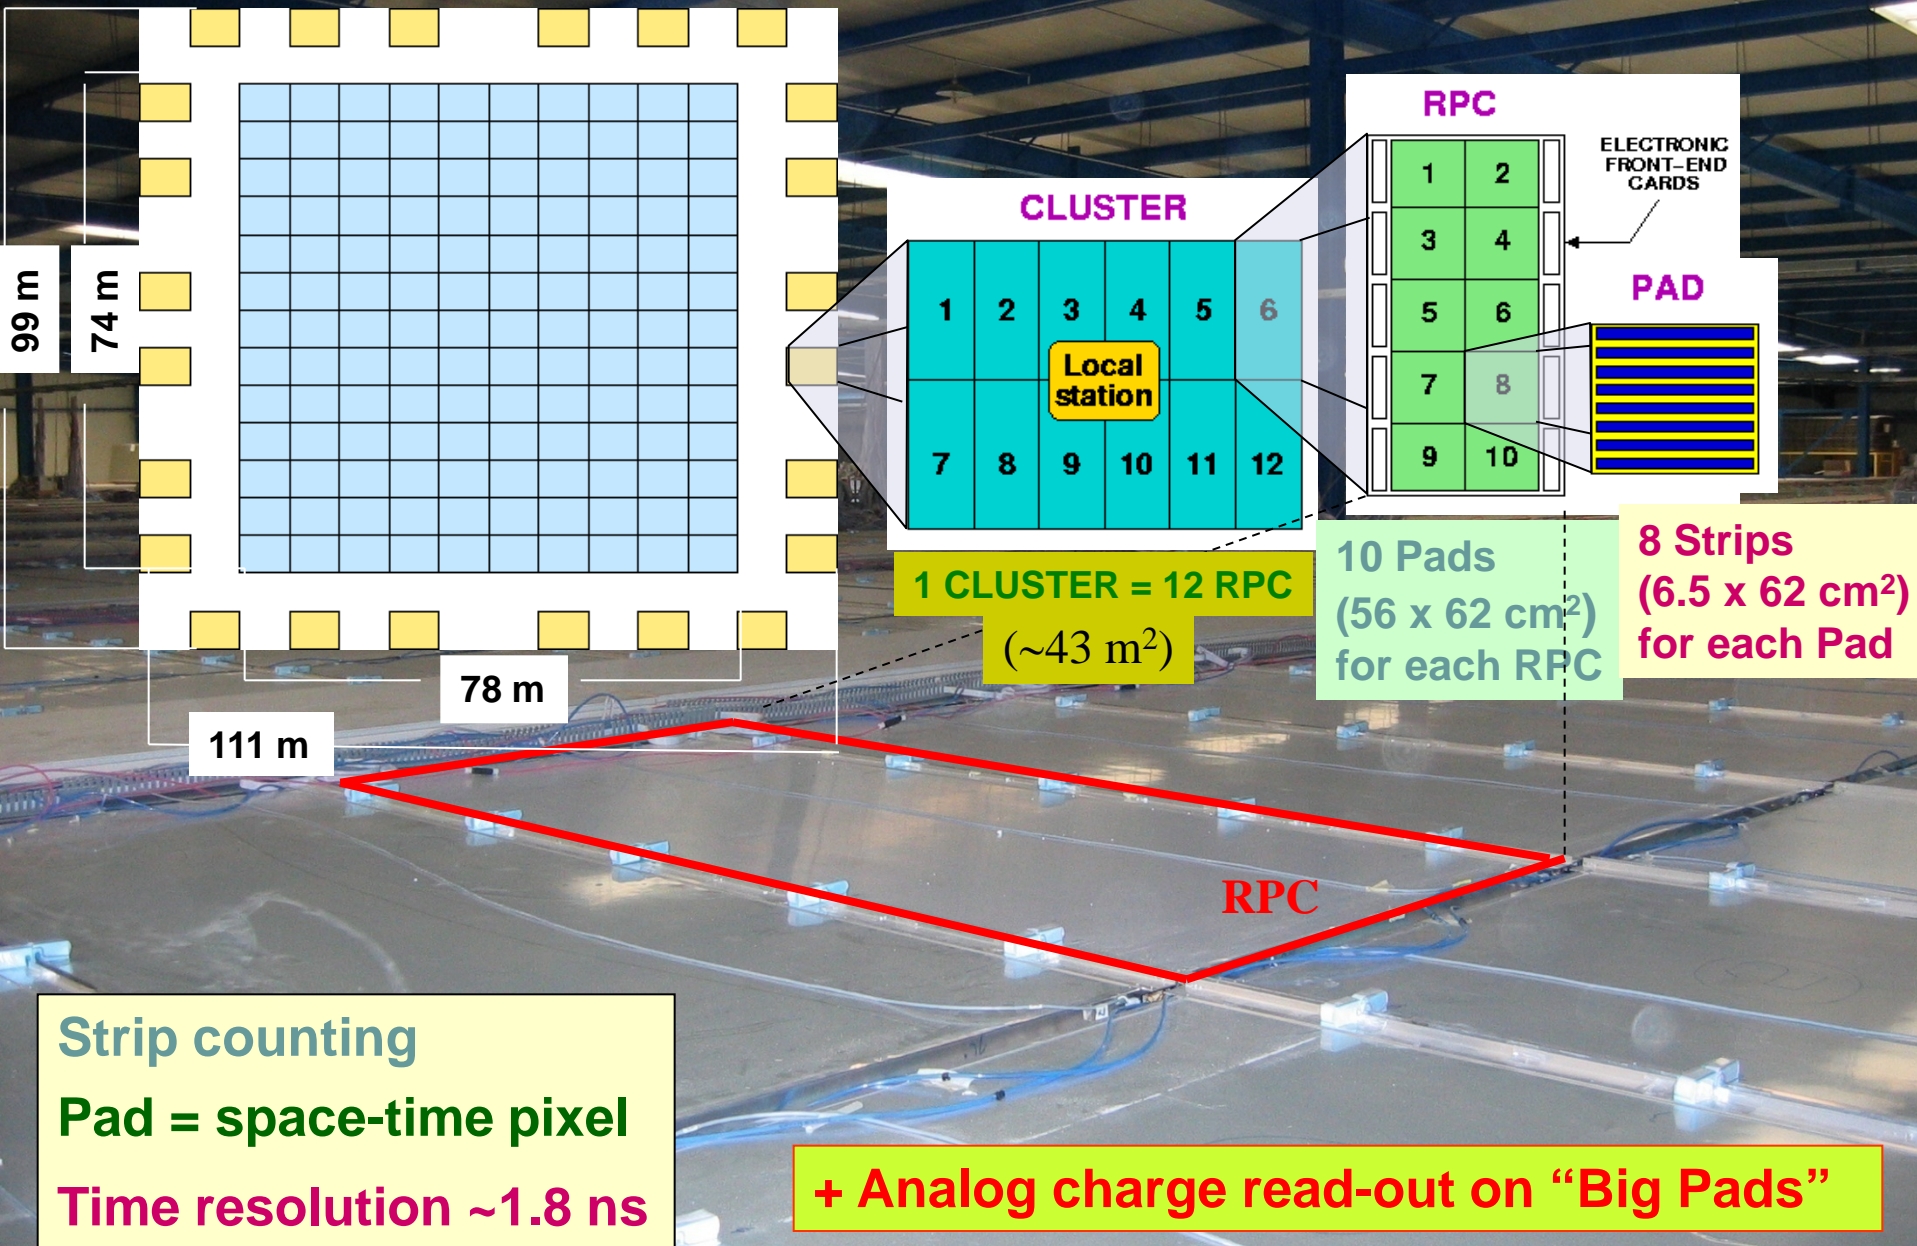 99 m
74 m
78 m
111 m
CLUSTER
1 2 3 4 5 6
Local
station
7 8 9 10 11 12
1 CLUSTER = 12 RPC
(~43 m²)
RPC
1 2
3 4
5 6
7 8
9 10
ELECTRONIC
FRONT-END
CARDS
PAD
10 Pads
(56 x 62 cm²)
for each RPC
8 Strips
(6.5 x 62 cm²)
for each Pad
RPC
Strip counting
Pad = space-time pixel
Time resolution ~1.8 ns
+ Analog charge read-out on “Big Pads”